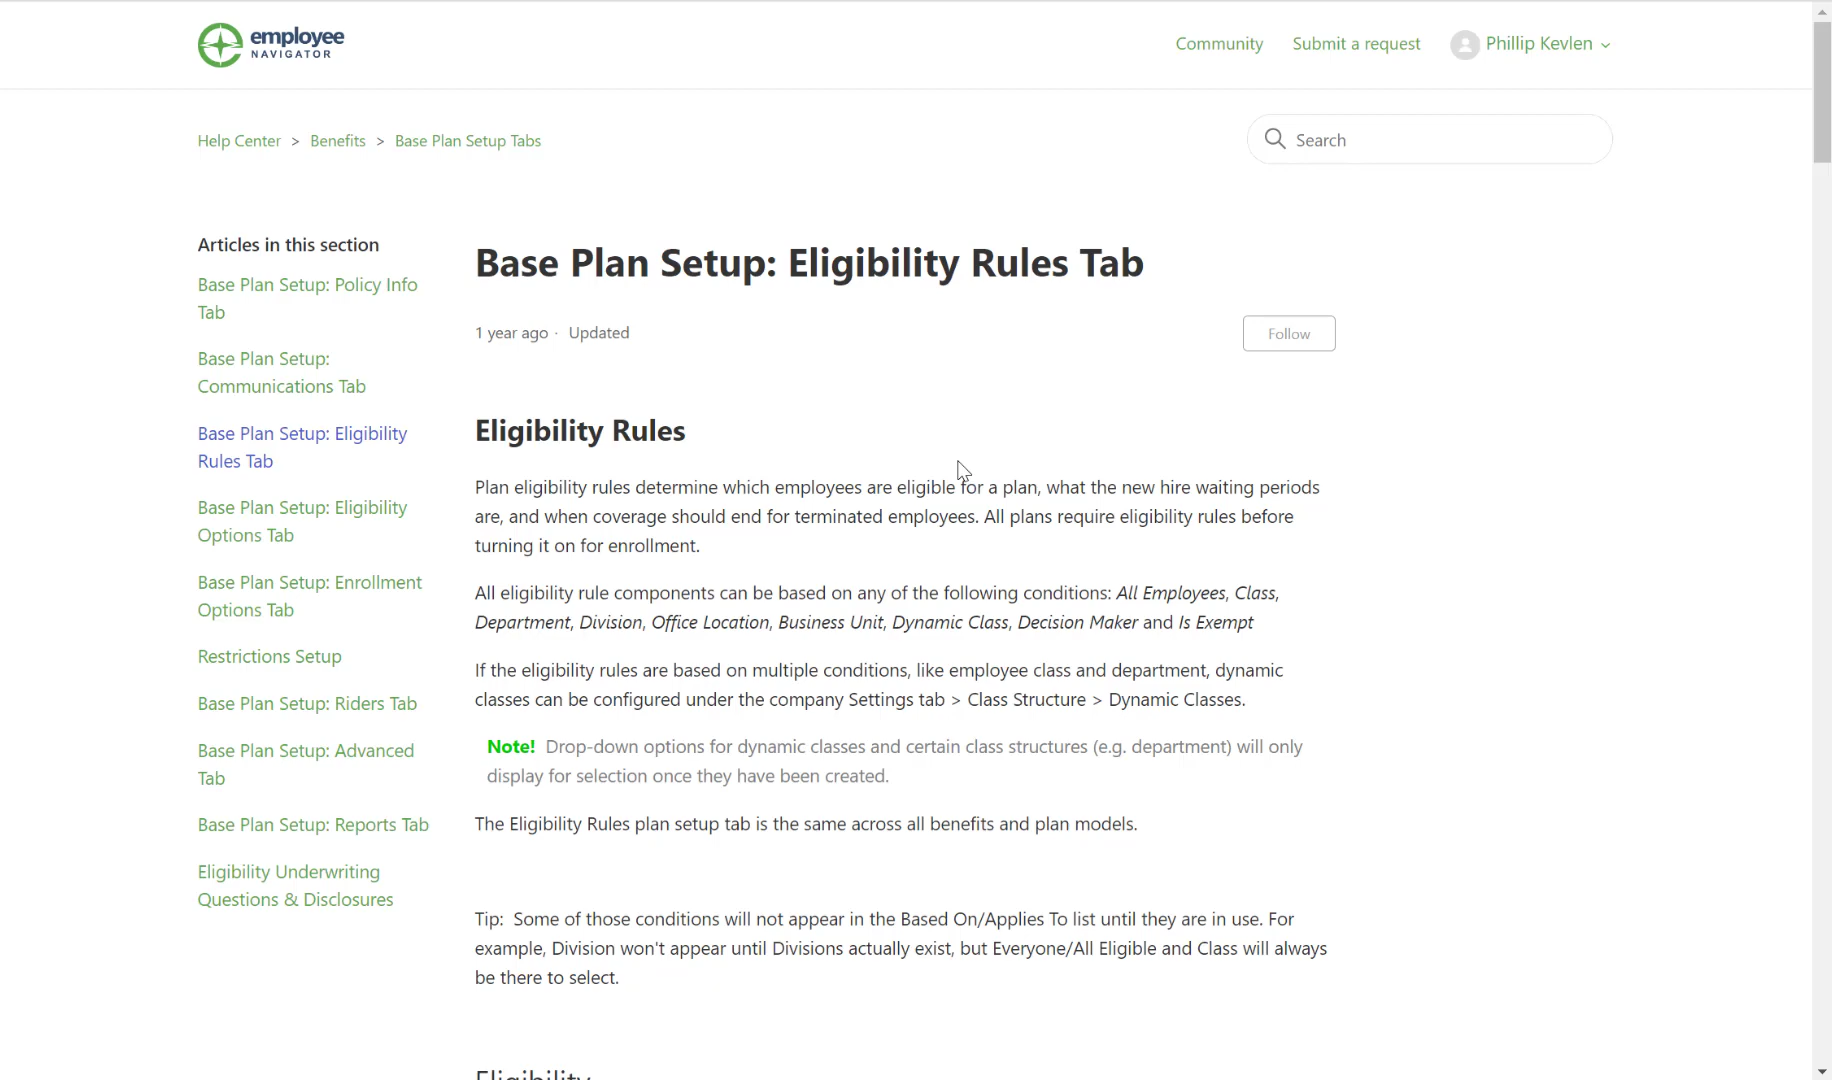 employee
NAVIGATOR
Community
Submit a request
Phillip Kevlen
Help Center > Benefits > Base Plan Setup Tabs
Search
Articles in this section
Base Plan Setup: Policy Info
Tab
Base Plan Setup:
Communications Tab
Base Plan Setup: Eligibility
Rules Tab
Base Plan Setup: Eligibility
Options Tab
Base Plan Setup: Enrollment
Options Tab
Restrictions Setup
Base Plan Setup: Riders Tab
Base Plan Setup: Advanced
Tab
Base Plan Setup: Reports Tab
Eligibility Underwriting
Questions & Disclosures
Base Plan Setup: Eligibility Rules Tab
1 year ago · Updated
Follow
Eligibility Rules
Plan eligibility rules determine which employees are eligible for a plan, what the new hire waiting periods
are, and when coverage should end for terminated employees. All plans require eligibility rules before
turning it on for enrollment.
All eligibility rule components can be based on any of the following conditions: All Employees, Class,
Department, Division, Office Location, Business Unit, Dynamic Class, Decision Maker and Is Exempt
If the eligibility rules are based on multiple conditions, like employee class and department, dynamic
classes can be configured under the company Settings tab > Class Structure > Dynamic Classes.
Note! Drop-down options for dynamic classes and certain class structures (e.g. department) will only
display for selection once they have been created.
The Eligibility Rules plan setup tab is the same across all benefits and plan models.
Tip: Some of those conditions will not appear in the Based On/Applies To list until they are in use. For
example, Division won't appear until Divisions actually exist, but Everyone/All Eligible and Class will always
be there to select.
Eligibility